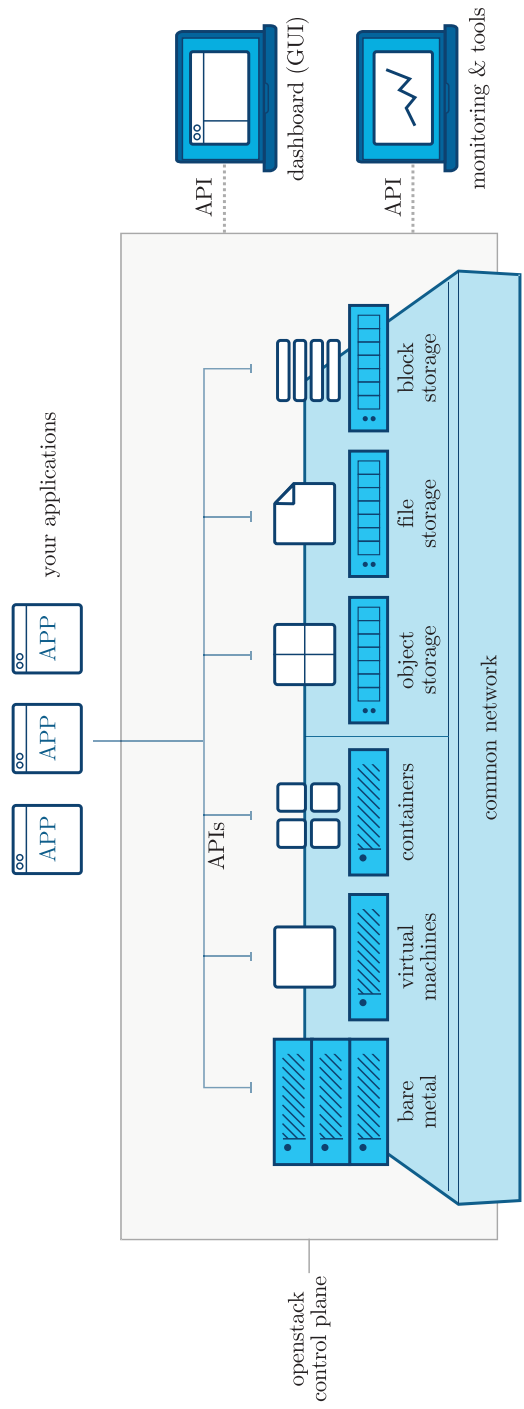 APP
APP
APP
your applications
APIs
API
dashboard (GUI)
API
monitoring & tools
openstack
control plane
bare
metal
virtual
machines
containers
object
storage
file
storage
block
storage
common network